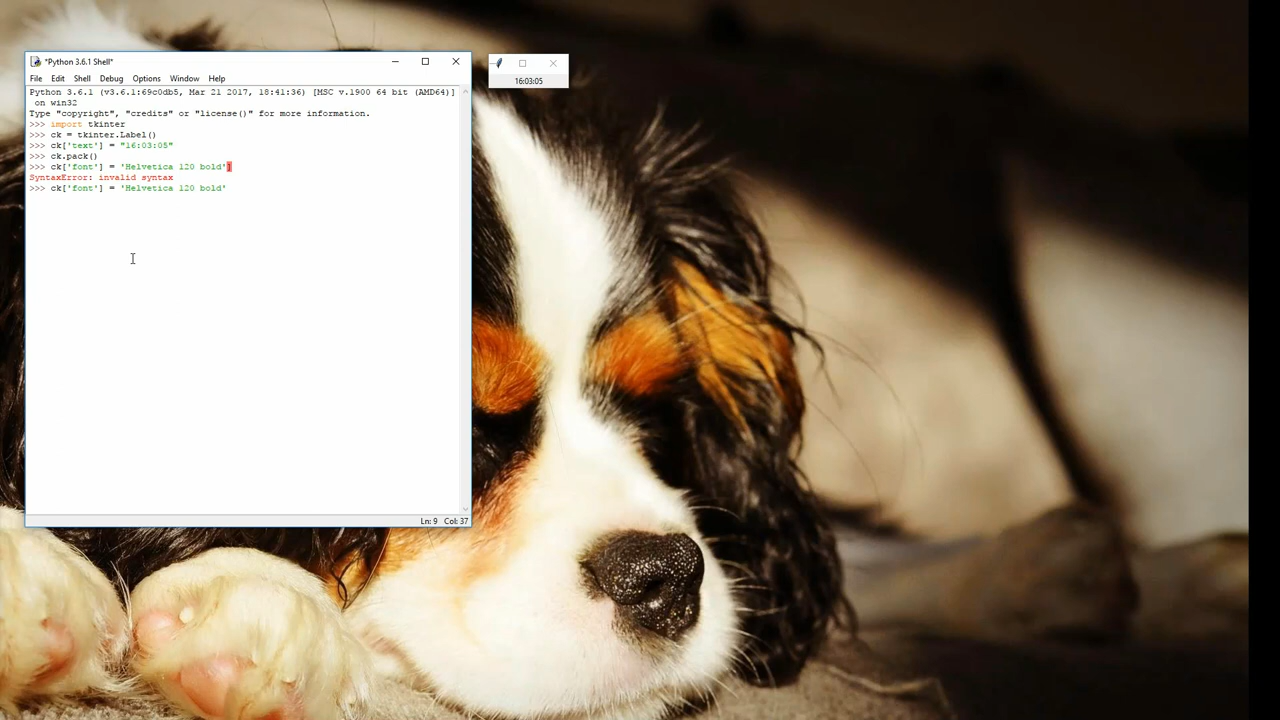 *Python 3.6.1 Shell*
File Edit Shell Debug Options Window Help
Python 3.6.1 (v3.6.1:69c0db5, Mar 21 2017, 18:41:36) [MSC v.1900 64 bit (AMD64)]
on win32
Type "copyright", "credits" or "license()" for more information.
>>> import tkinter
>>> ck = tkinter.Label()
>>> ck['text'] = "16:03:05"
>>> ck.pack()
>>> ck['font'] = 'Helvetica 120 bold']
SyntaxError: invalid syntax
>>> ck['font'] = 'Helvetica 120 bold'
Ln: 9 Col: 37
16:03:05